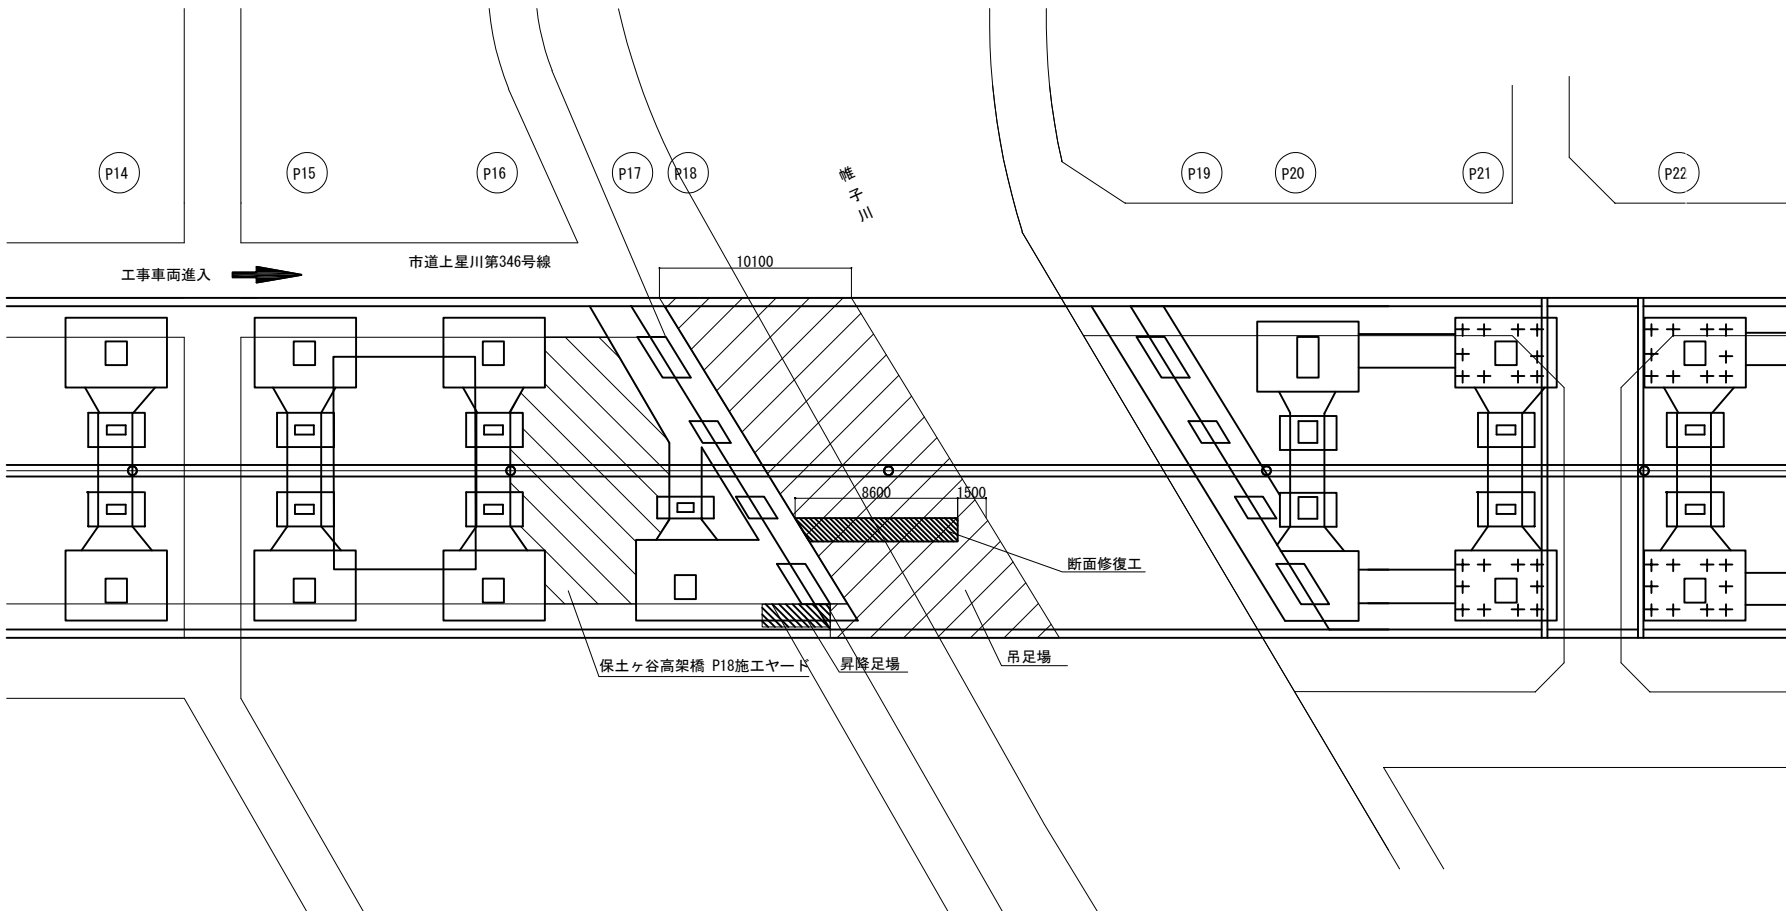 P14
P15
P16
P17
P18
P19
P20
P21
P22
帷子川
工事車両進入
市道上星川第346号線
10100
8600
1500
断面修復工
保土ヶ谷高架橋 P18施工ヤード
昇降足場
吊足場